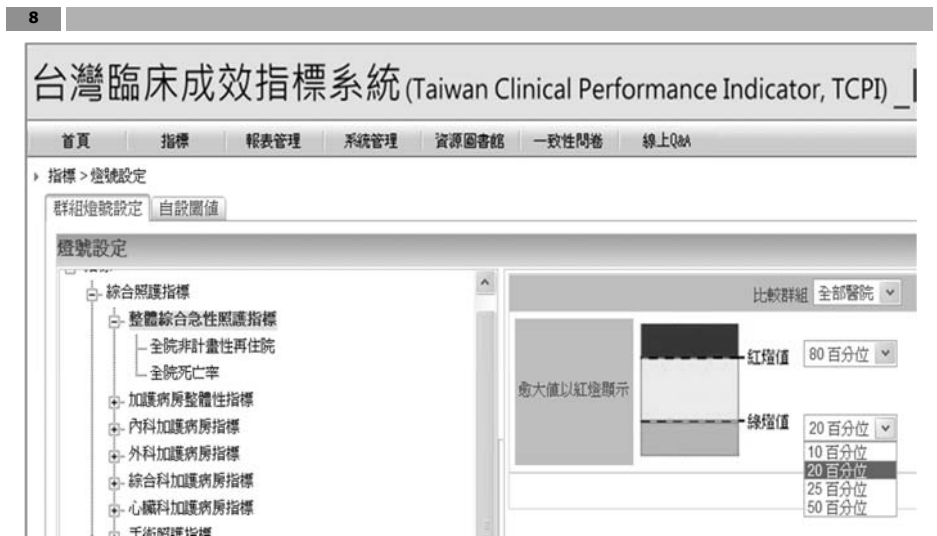 8
台灣臨床成效指標系統(Taiwan Clinical Performance Indicator, TCPI) _
首頁 指標 報表管理 系統管理 資源圖書館 一致性問卷 線上Q&A
指標 > 燈號設定
群組燈號設定 自設閾值
燈號設定
綜合照護指標
整體綜合急性照護指標
全院非計畫性再住院
全院死亡率
加護病房整體性指標
內科加護病房指標
外科加護病房指標
綜合科加護病房指標
心臟科加護病房指標
手術照護指標
比較群組 全部醫院
愈大值以紅燈顯示
紅燈值 80 百分位
綠燈值 20 百分位
10 百分位
20 百分位
25 百分位
50 百分位